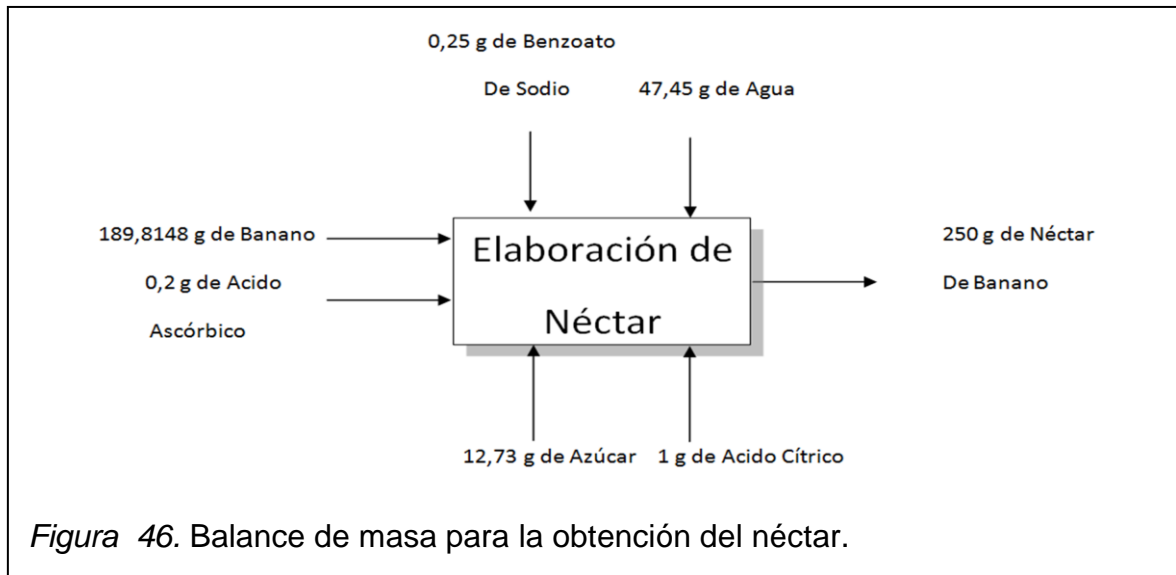 0,25 g de Benzoato
De Sodio
47,45 g de Agua
189,8148 g de Banano
0,2 g de Acido
Ascórbico
Elaboración de
Néctar
250 g de Néctar
De Banano
12,73 g de Azúcar
1 g de Acido Cítrico
Figura 46. Balance de masa para la obtención del néctar.